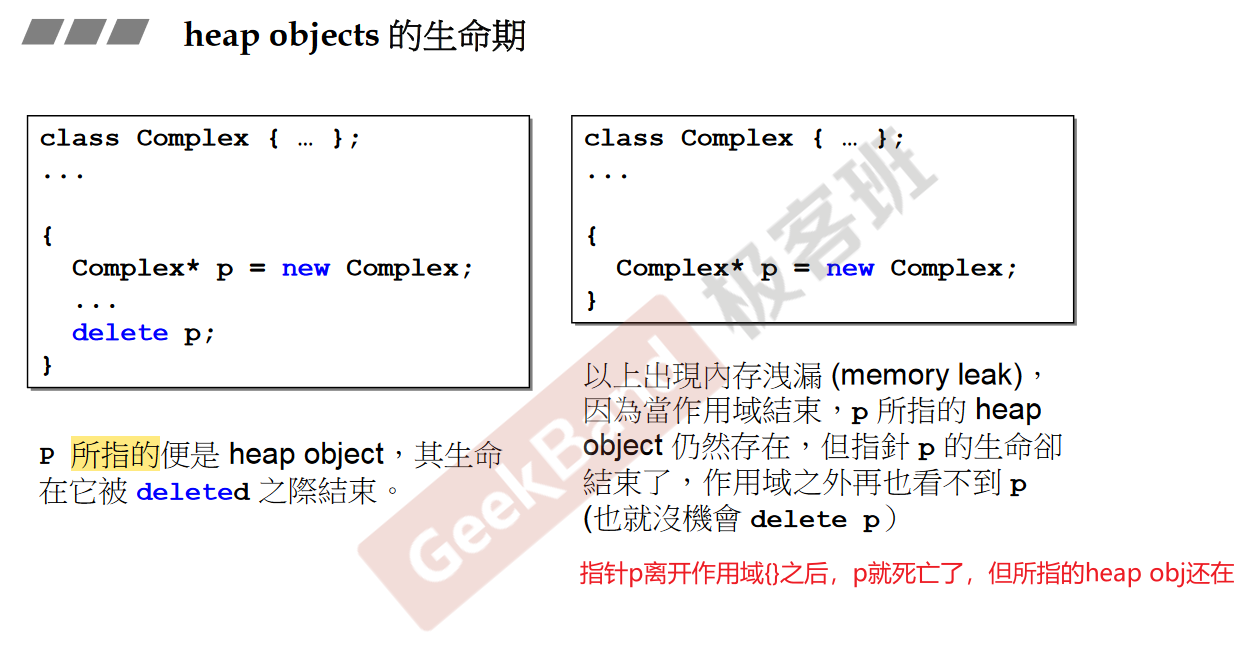 heap objects 的生命期
class Complex { … };
...
{
Complex* p = new Complex;
...
delete p;
}
P 所指的便是 heap object，其生命
在它被 deleted 之際結束。
class Complex { … };
...
{
Complex* p = new Complex;
}
以上出現內存洩漏 (memory leak)，
因為當作用域結束，p 所指的 heap
object 仍然存在，但指針 p 的生命卻
結束了，作用域之外再也看不到 p
(也就沒機會 delete p）
指针p离开作用域{}之后，p就死亡了，但所指的heap obj还在
GeekBand 极客班